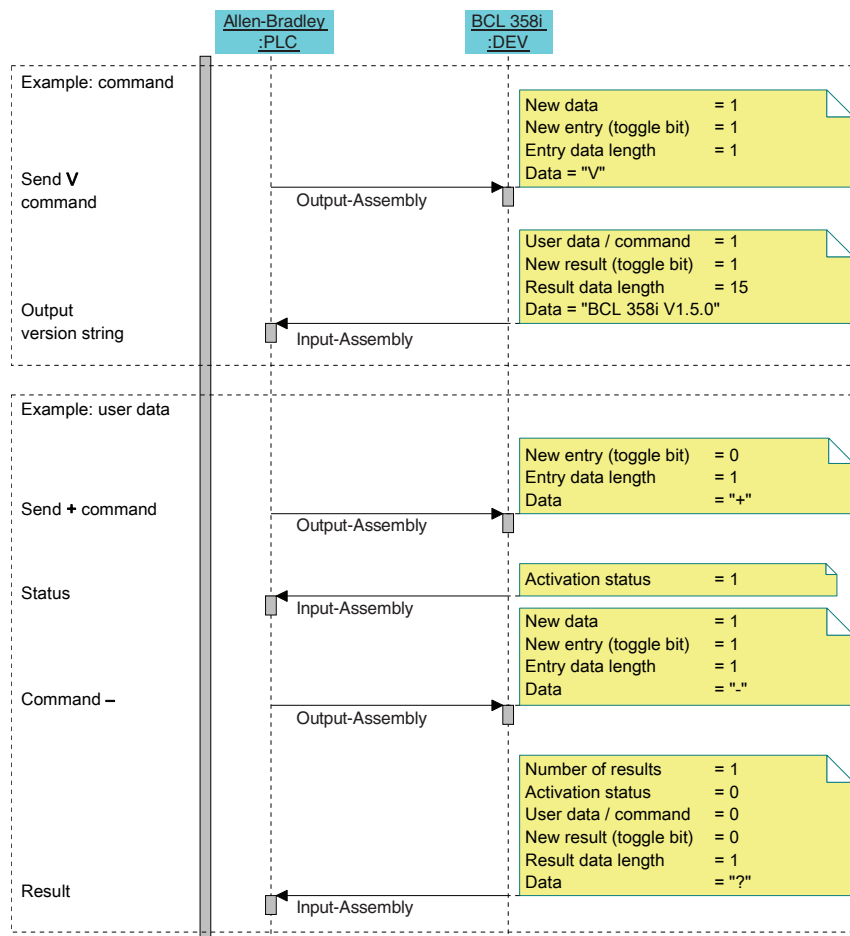 Allen-Bradley
:PLC
BCL 358i
:DEV
Example: command
New data = 1
New entry (toggle bit) = 1
Entry data length = 1
Data = "V"
Send V
command
Output-Assembly
User data / command = 1
New result (toggle bit) = 1
Result data length = 15
Data = "BCL 358i V1.5.0"
Output
version string
Input-Assembly
Example: user data
New entry (toggle bit) = 0
Entry data length = 1
Data = "+"
Send + command
Output-Assembly
Activation status = 1
Status
Input-Assembly
New data = 1
New entry (toggle bit) = 1
Entry data length = 1
Data = "-"
Command –
Output-Assembly
Number of results = 1
Activation status = 0
User data / command = 0
New result (toggle bit) = 0
Result data length = 1
Data = "?"
Result
Input-Assembly